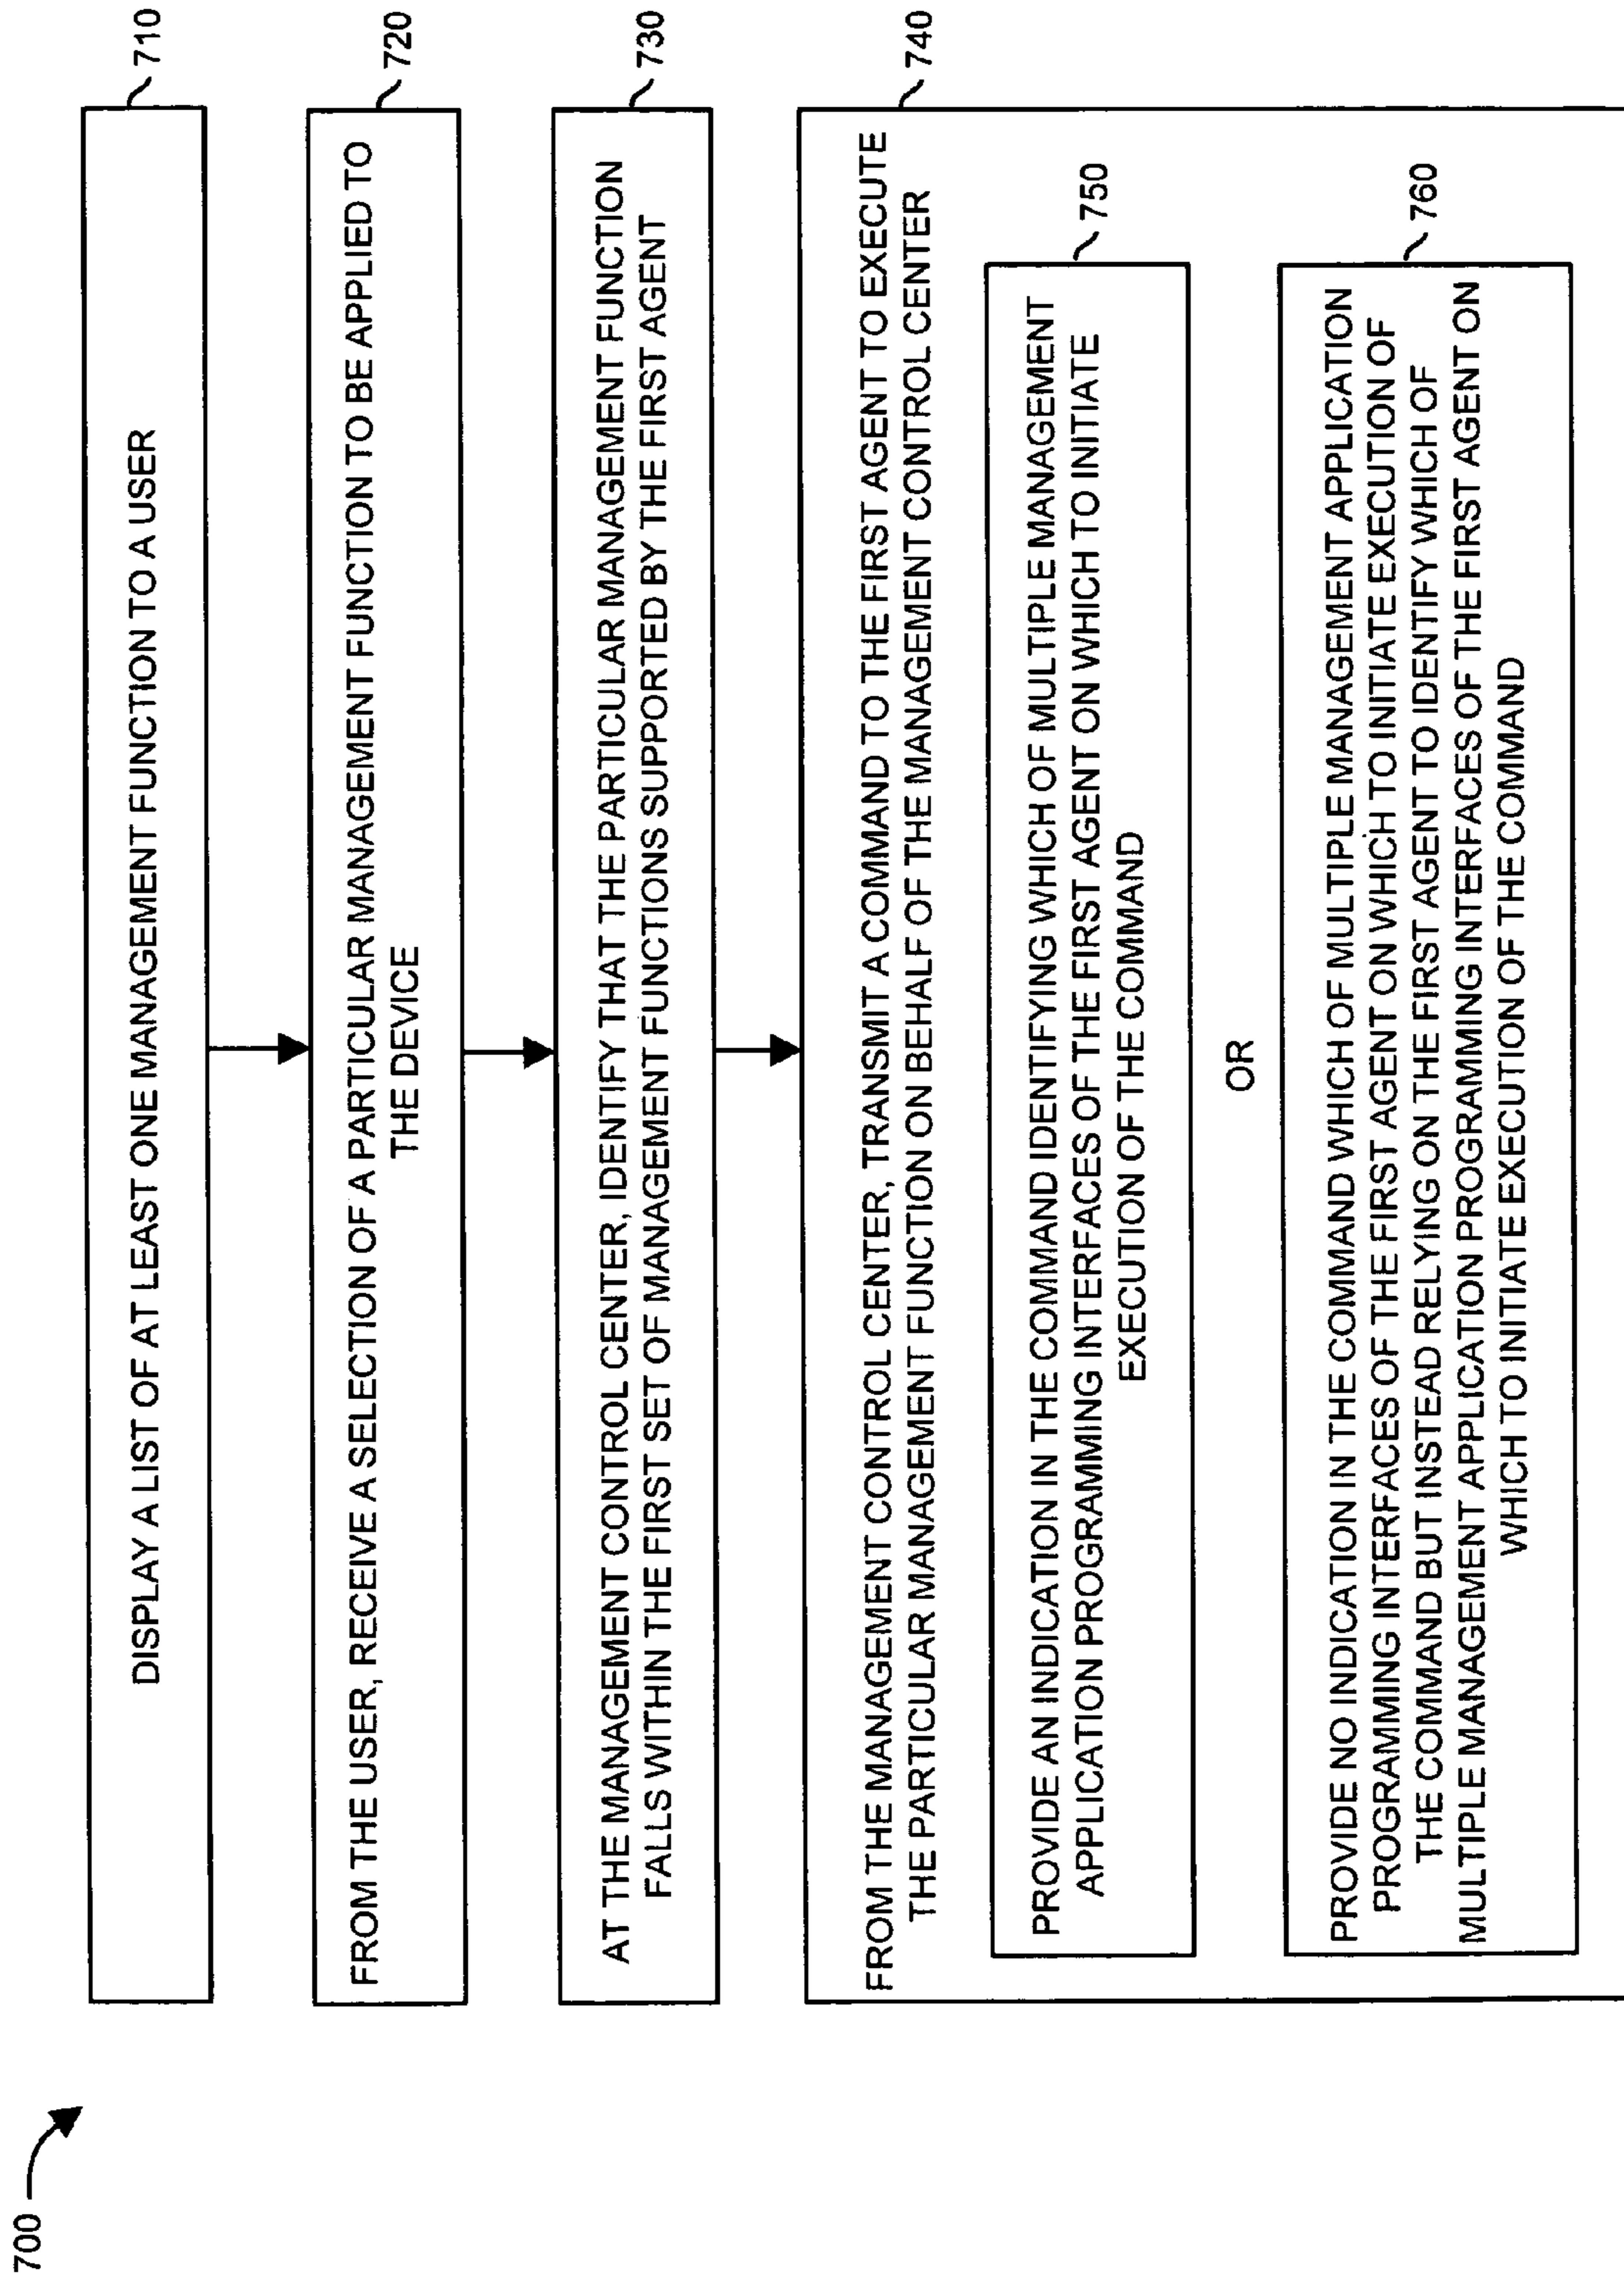 700
DISPLAY A LIST OF AT LEAST ONE MANAGEMENT FUNCTION TO A USER
710
FROM THE USER, RECEIVE A SELECTION OF A PARTICULAR MANAGEMENT FUNCTION TO BE APPLIED TO
THE DEVICE
720
AT THE MANAGEMENT CONTROL CENTER, IDENTIFY THAT THE PARTICULAR MANAGEMENT FUNCTION
FALLS WITHIN THE FIRST SET OF MANAGEMENT FUNCTIONS SUPPORTED BY THE FIRST AGENT
730
FROM THE MANAGEMENT CONTROL CENTER, TRANSMIT A COMMAND TO THE FIRST AGENT TO EXECUTE
THE PARTICULAR MANAGEMENT FUNCTION ON BEHALF OF THE MANAGEMENT CONTROL CENTER
740
PROVIDE AN INDICATION IN THE COMMAND IDENTIFYING WHICH OF MULTIPLE MANAGEMENT
APPLICATION PROGRAMMING INTERFACES OF THE FIRST AGENT ON WHICH TO INITIATE
EXECUTION OF THE COMMAND
750
OR
PROVIDE NO INDICATION IN THE COMMAND WHICH OF MULTIPLE MANAGEMENT APPLICATION
PROGRAMMING INTERFACES OF THE FIRST AGENT ON WHICH TO INITIATE EXECUTION OF
THE COMMAND BUT INSTEAD RELYING ON THE FIRST AGENT TO IDENTIFY WHICH OF
MULTIPLE MANAGEMENT APPLICATION PROGRAMMING INTERFACES OF THE FIRST AGENT ON
WHICH TO INITIATE EXECUTION OF THE COMMAND
760